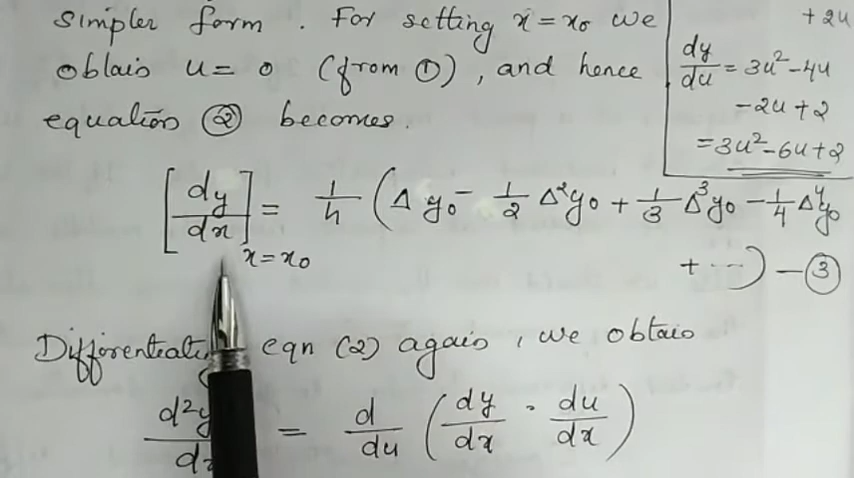 simpler form. For setting x = x₀ we
obtain u = 0 (from ①), and hence
equation ② becomes.
+ 2u
dy/du = 3u² - 4u
- 2u + 2
= 3u² - 6u + 2
[dy/dx]x=x₀ = 1/h (Δy₀ - 1/2 Δ²y₀ + 1/3 Δ³y₀ - 1/4 Δ⁴y₀
+ ...) — ③
eqn (2) again, we obtain
= d/du (dy/dx · du/dx)